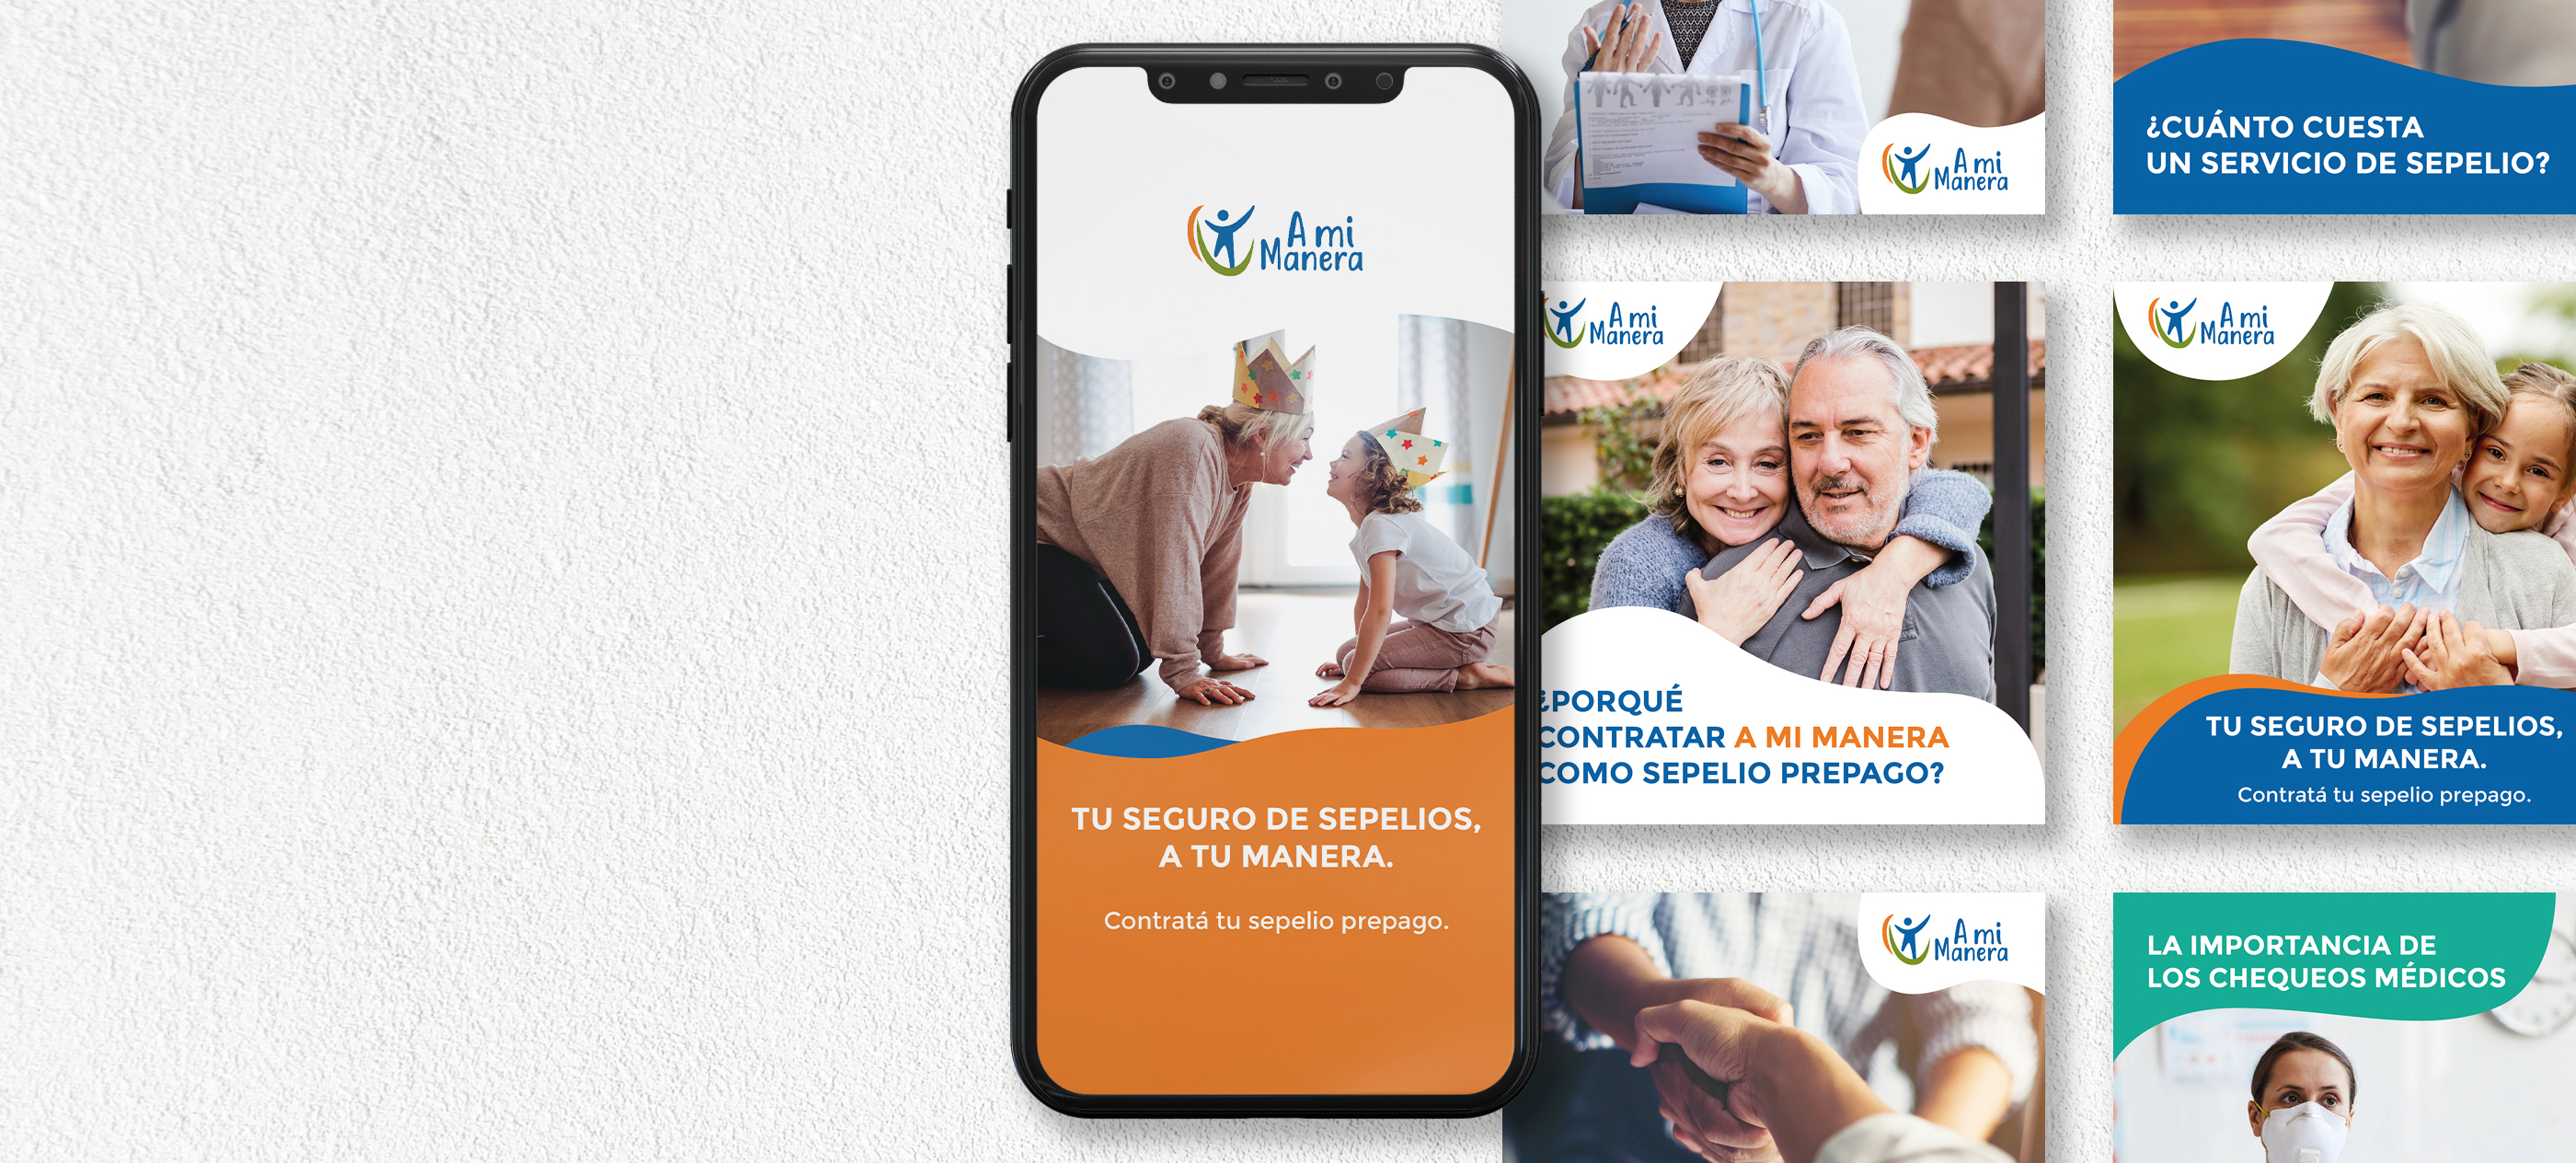 A mi
Manera
TU SEGURO DE SEPELIOS,
A TU MANERA.
Contratá tu sepelio prepago.
A mi
Manera
A mi
Manera
¿PORQUÉ
CONTRATAR A MI MANERA
COMO SEPELIO PREPAGO?
A mi
Manera
¿CUÁNTO CUESTA
UN SERVICIO DE SEPELIO?
A mi
Manera
TU SEGURO DE SEPELIOS,
A TU MANERA.
Contratá tu sepelio prepago.
LA IMPORTANCIA DE
LOS CHEQUEOS MÉDICOS